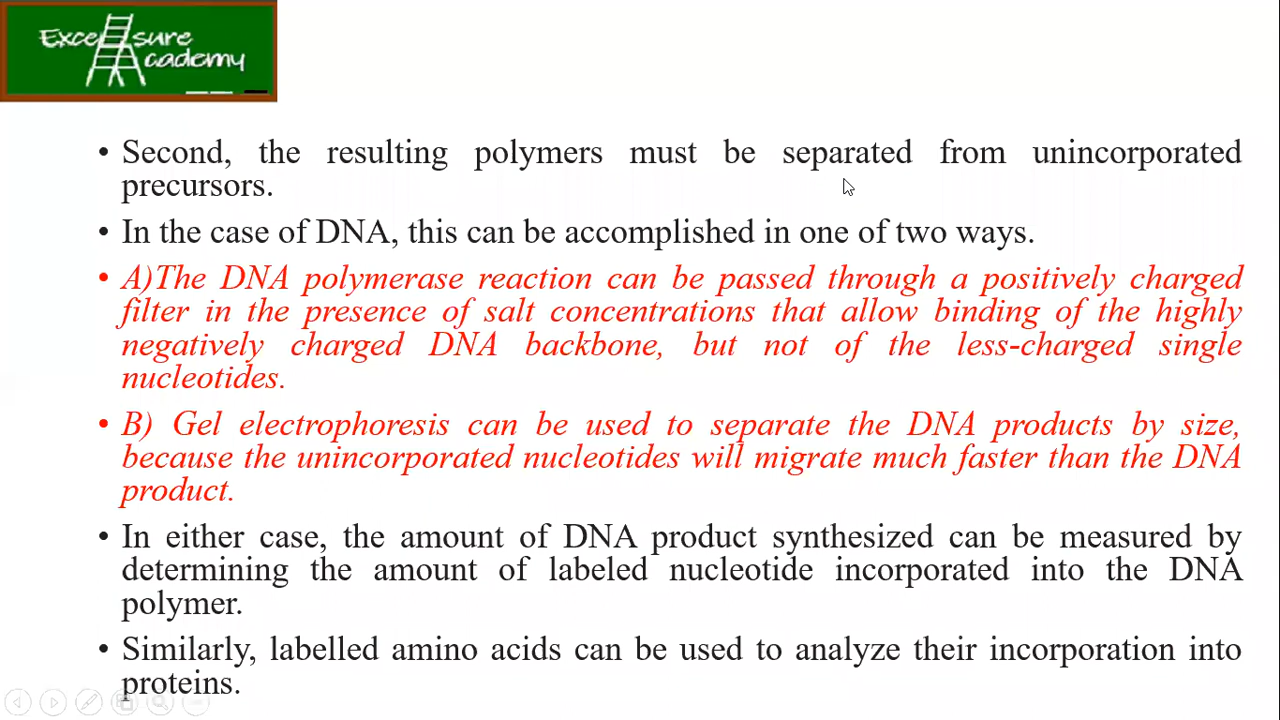 Excel sure
Academy
• Second, the resulting polymers must be separated from unincorporated
precursors.
• In the case of DNA, this can be accomplished in one of two ways.
• A)The DNA polymerase reaction can be passed through a positively charged
filter in the presence of salt concentrations that allow binding of the highly
negatively charged DNA backbone, but not of the less-charged single
nucleotides.
• B) Gel electrophoresis can be used to separate the DNA products by size,
because the unincorporated nucleotides will migrate much faster than the DNA
product.
• In either case, the amount of DNA product synthesized can be measured by
determining the amount of labeled nucleotide incorporated into the DNA
polymer.
• Similarly, labelled amino acids can be used to analyze their incorporation into
proteins.